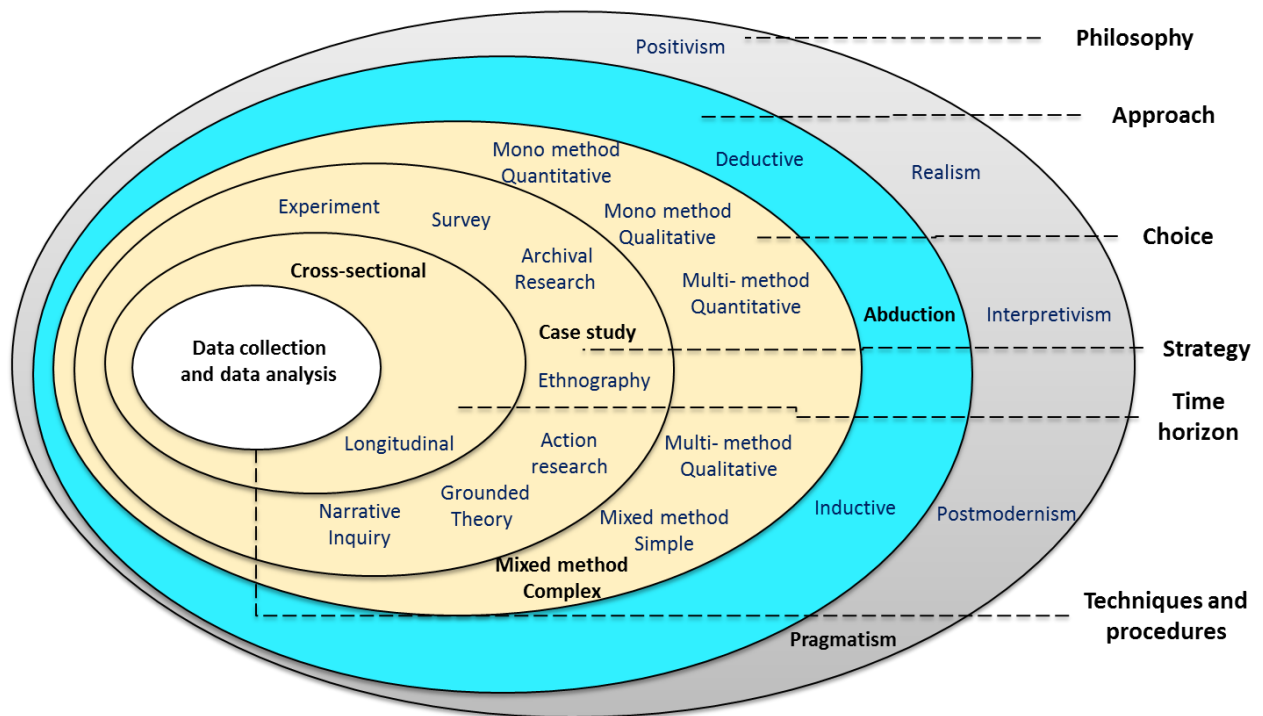 Positivism
Philosophy
Approach
Mono method
Quantitative
Deductive
Realism
Experiment
Survey
Mono method
Qualitative
Choice
Archival
Research
Cross-sectional
Multi- method
Quantitative
Abduction
Interpretivism
Case study
Strategy
Data collection
and data analysis
Ethnography
Time
horizon
Longitudinal
Action
research
Multi- method
Qualitative
Grounded
Theory
Narrative
Inquiry
Mixed method
Simple
Inductive
Postmodernism
Mixed method
Complex
Techniques and
procedures
Pragmatism